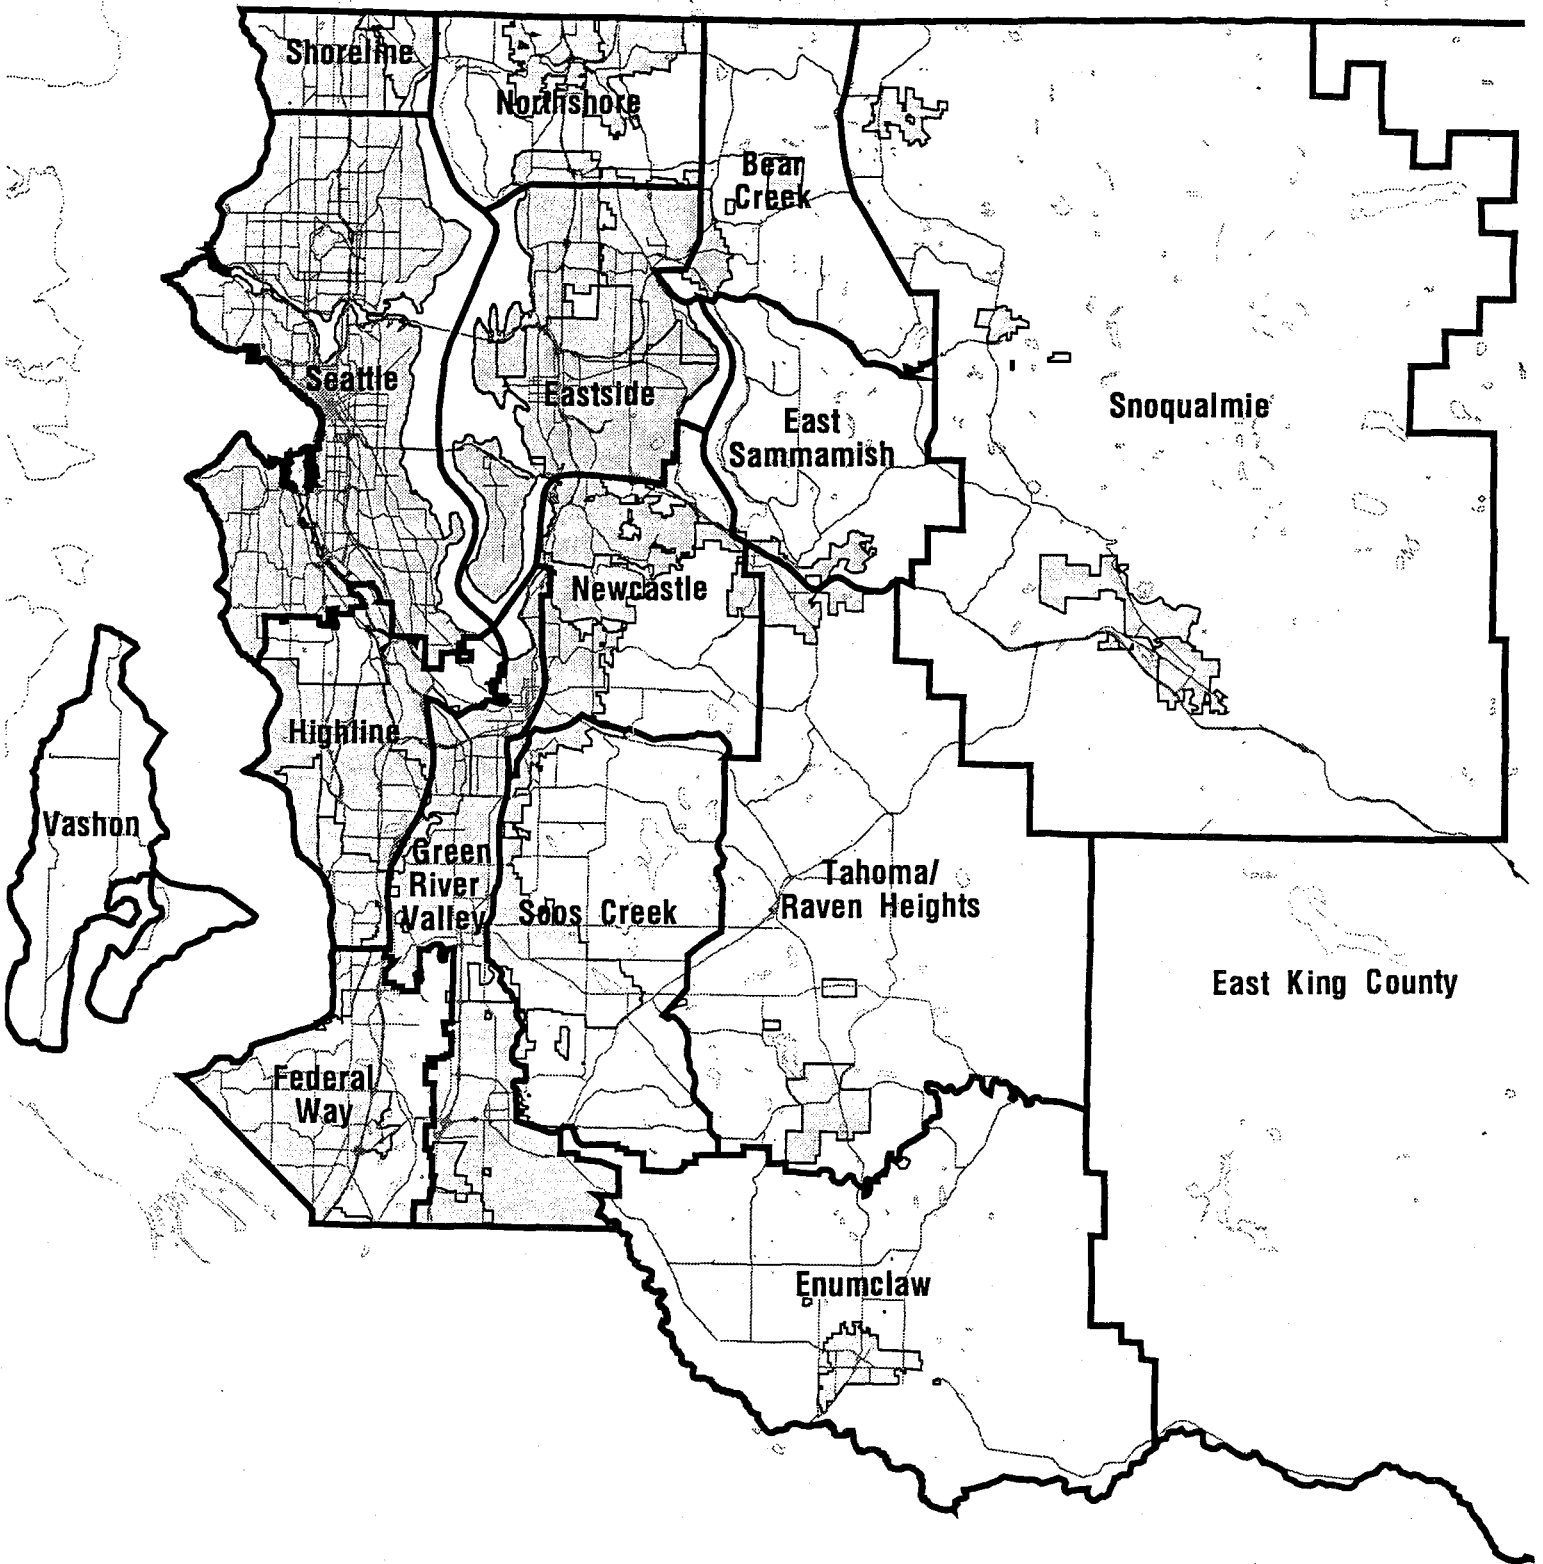 Shoreline
Northshore
Bear
Creek
Seattle
Eastside
East
Sammamish
Snoqualmie
Newcastle
Highline
Vashon
Green
River
Valley
Soos Creek
Tahoma/
Raven Heights
East King County
Federal
Way
Enumclaw